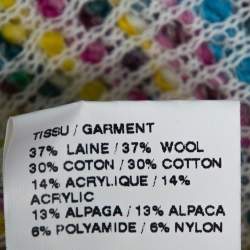 TISSU / GARMENT
37% LAINE / 37% WOOL
30% COTON / 30% COTTON
14% ACRYLIQUE / 14%
ACRYLIC
13% ALPAGA / 13% ALPACA
6% POLYAMIDE / 6% NYLON